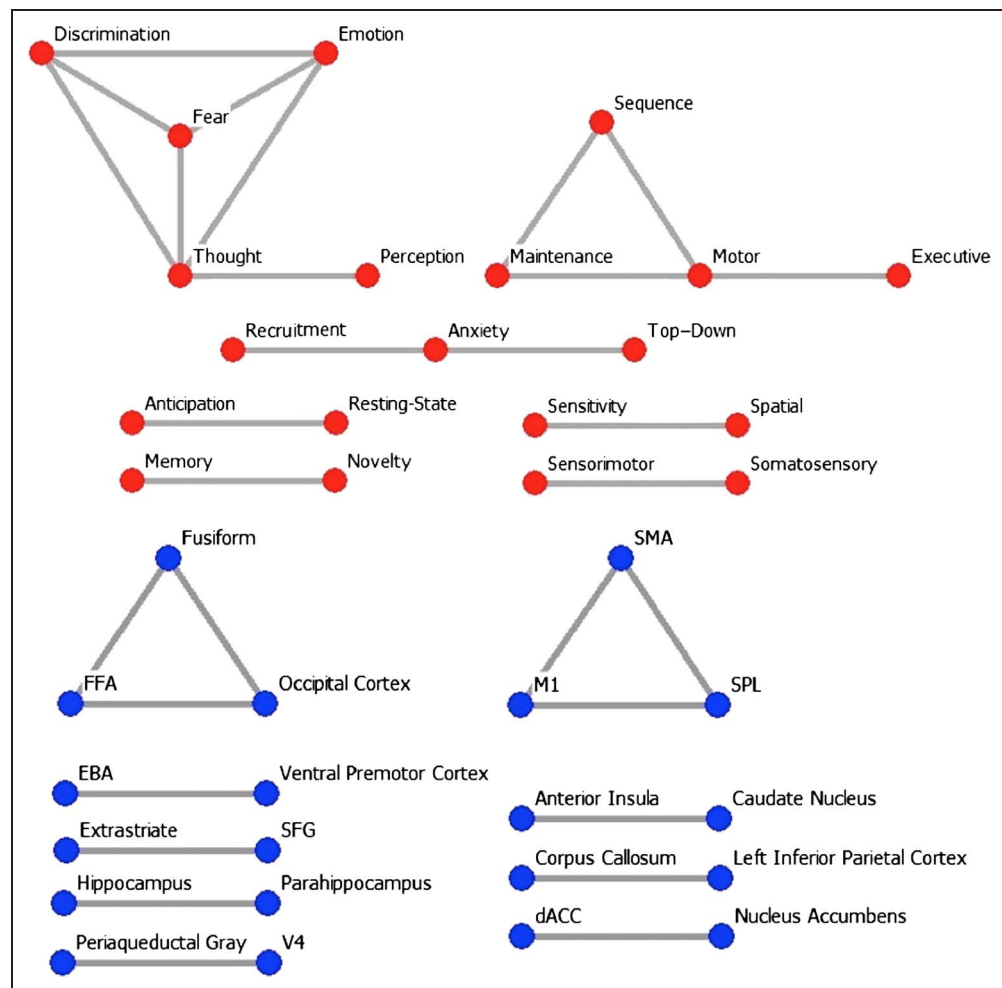 Discrimination
Emotion
Fear
Sequence
Thought
Perception
Maintenance
Motor
Executive
Recruitment
Anxiety
Top–Down
Anticipation
Resting-State
Sensitivity
Spatial
Memory
Novelty
Sensorimotor
Somatosensory
Fusiform
SMA
FFA
Occipital Cortex
M1
SPL
EBA
Ventral Premotor Cortex
Anterior Insula
Caudate Nucleus
Extrastriate
SFG
Corpus Callosum
Left Inferior Parietal Cortex
Hippocampus
Parahippocampus
dACC
Nucleus Accumbens
Periaqueductal Gray
V4